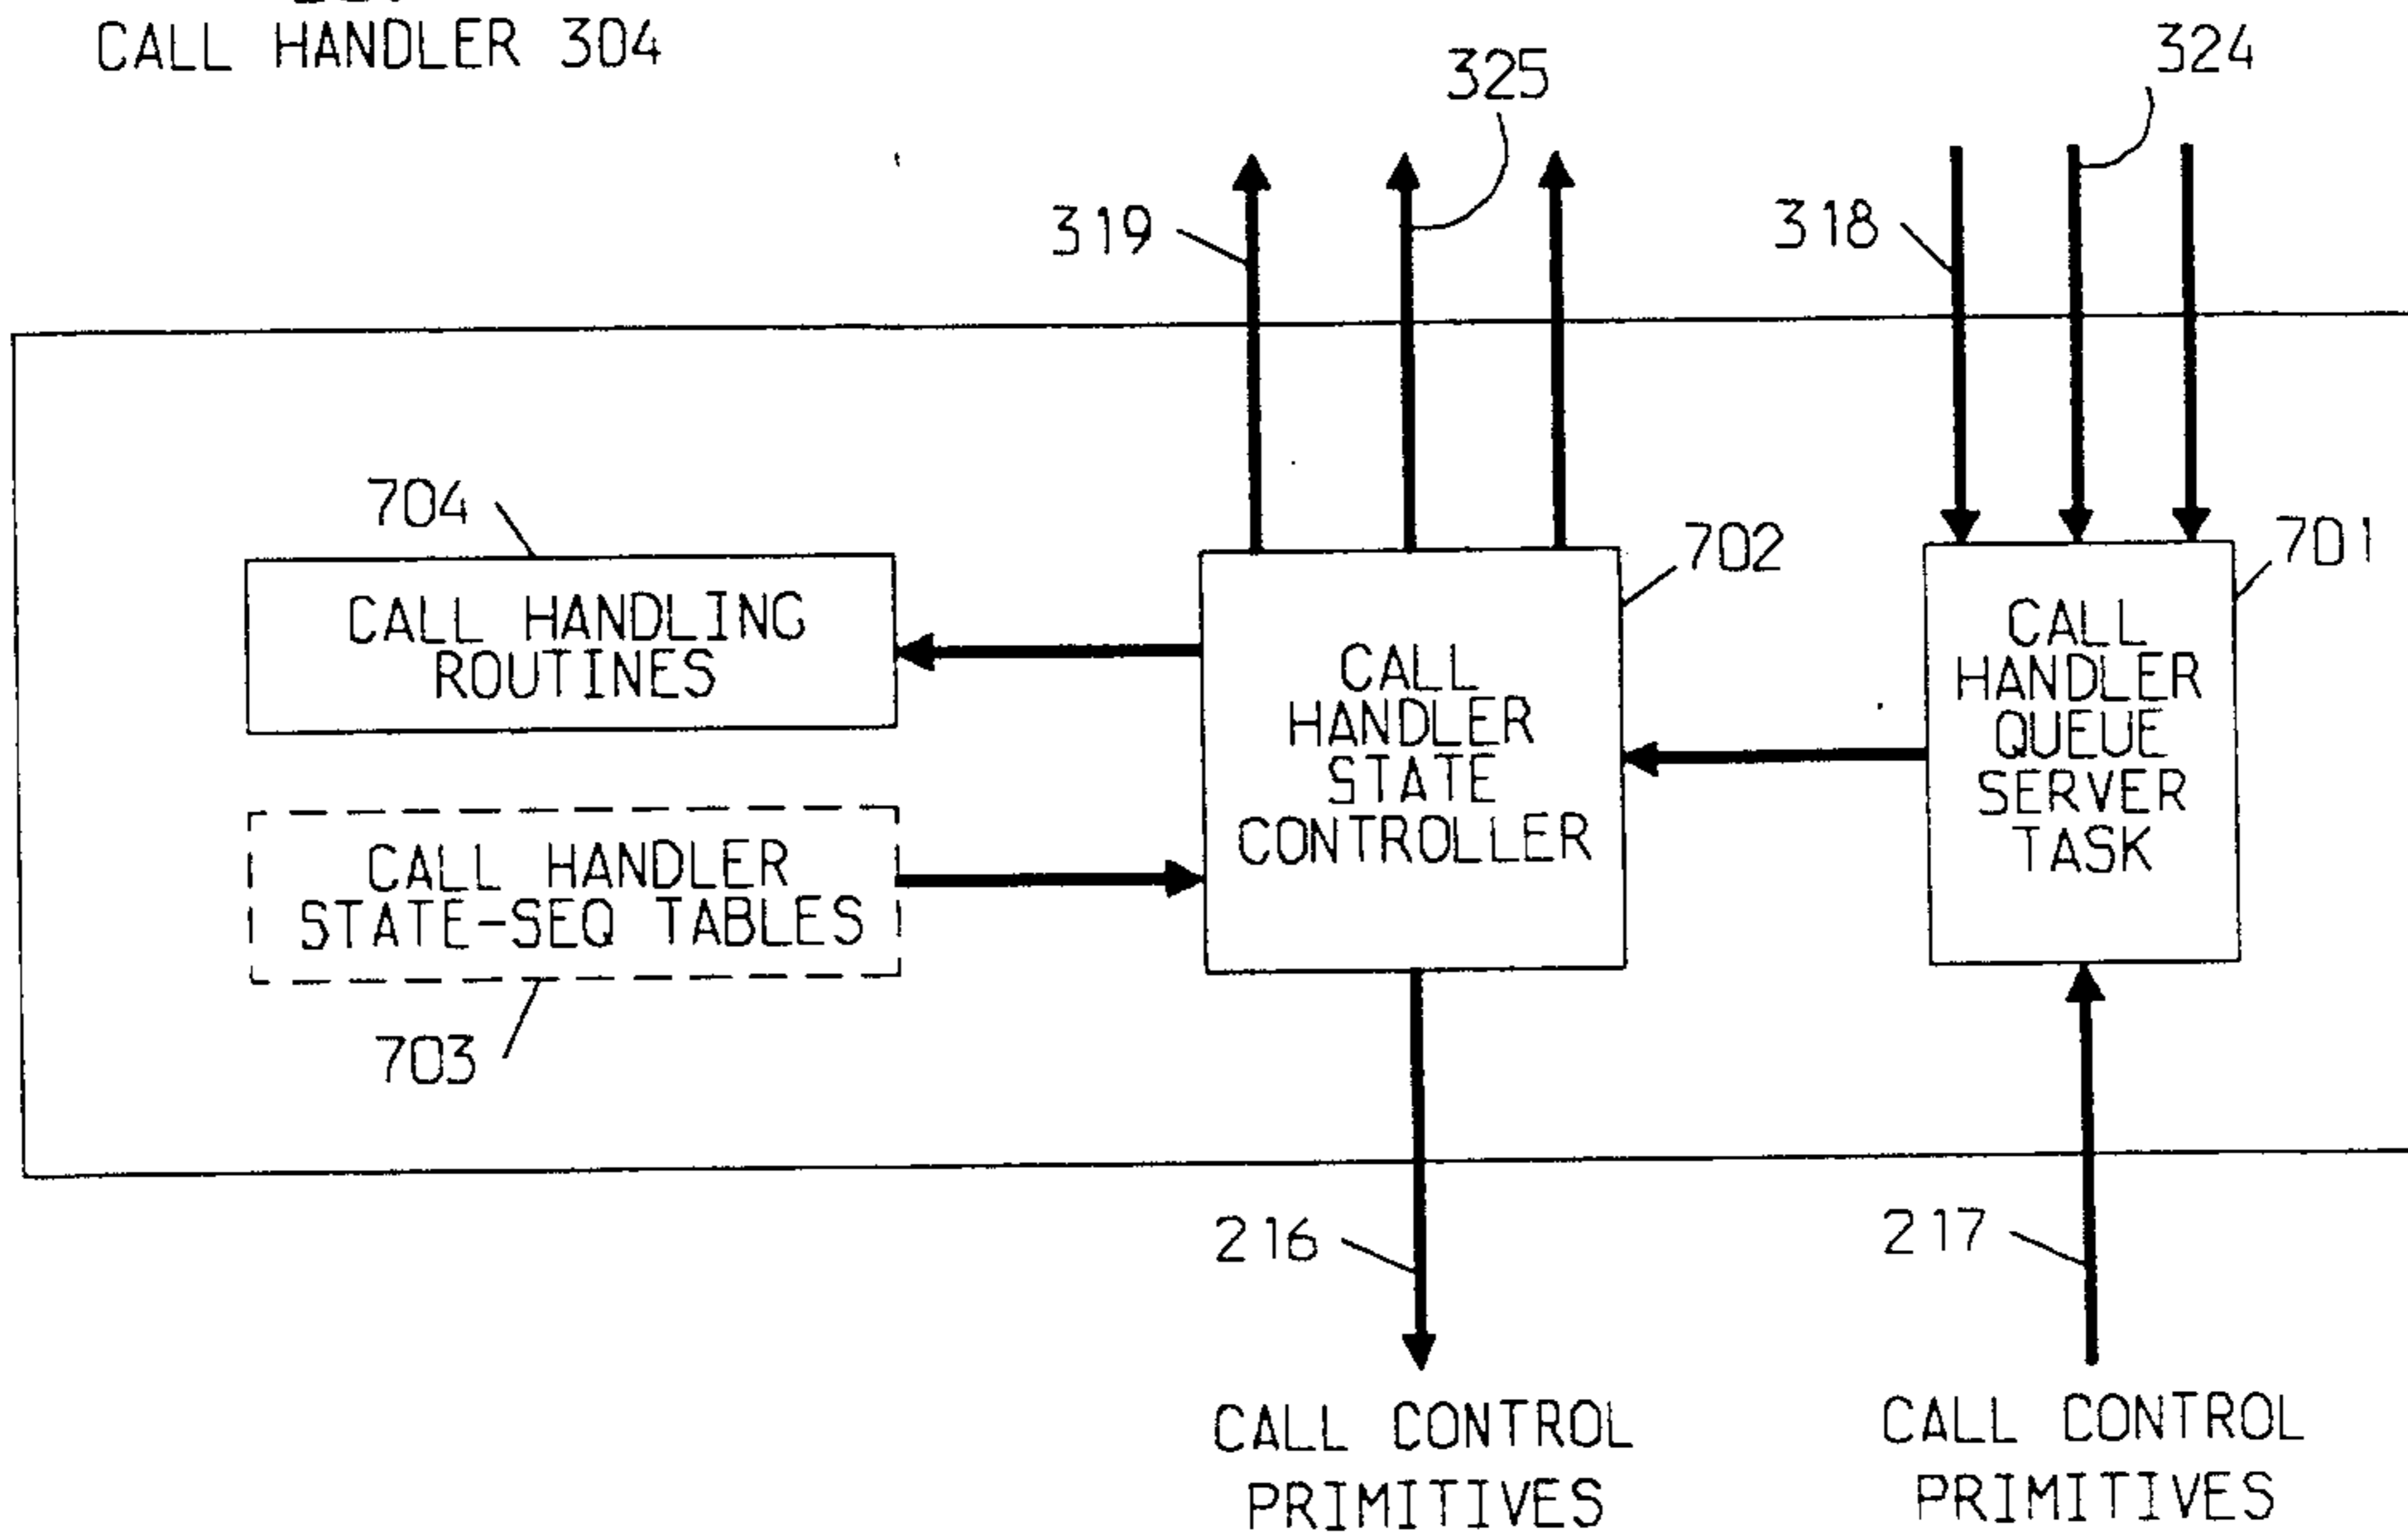 CALL HANDLER 304
325
324
319
318
704
702
701
CALL HANDLING
ROUTINES
CALL
HANDLER
STATE
CONTROLLER
CALL
HANDLER
QUEUE
SERVER
TASK
CALL HANDLER
STATE-SEQ TABLES
703
216
217
CALL CONTROL
PRIMITIVES
CALL CONTROL
PRIMITIVES